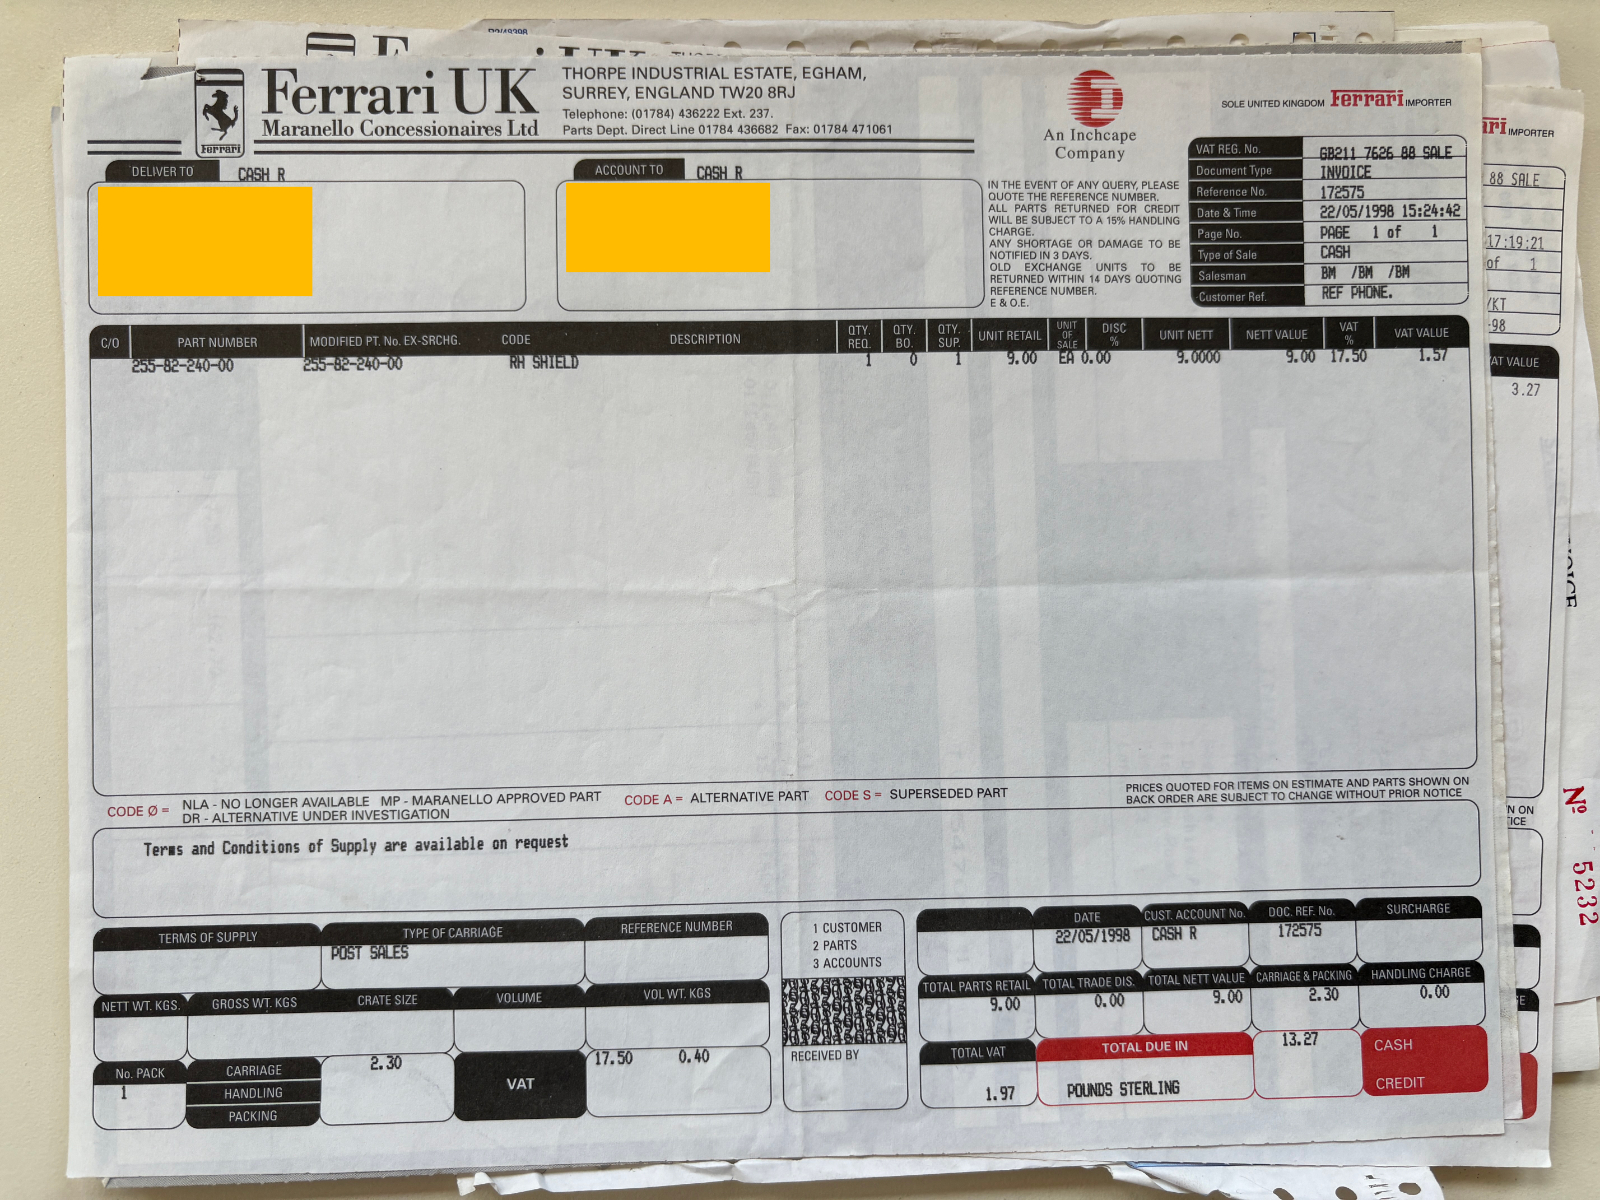 P2/49398
Ferrari UK
Maranello Concessionaires Ltd
Ferrari
THORPE INDUSTRIAL ESTATE, EGHAM,
SURREY, ENGLAND TW20 8RJ
Telephone: (01784) 436222 Ext. 237.
Parts Dept. Direct Line 01784 436682 Fax: 01784 471061
An Inchcape
Company
SOLE UNITED KINGDOM Ferrari IMPORTER
DELIVER TO CASH R
ACCOUNT TO CASH R
IN THE EVENT OF ANY QUERY, PLEASE
QUOTE THE REFERENCE NUMBER.
ALL PARTS RETURNED FOR CREDIT
WILL BE SUBJECT TO A 15% HANDLING
CHARGE.
ANY SHORTAGE OR DAMAGE TO BE
NOTIFIED IN 3 DAYS.
OLD EXCHANGE UNITS TO BE
RETURNED WITHIN 14 DAYS QUOTING
REFERENCE NUMBER.
E & O.E.
VAT REG. No. GB211 7626 88 SALE
Document Type INVOICE
Reference No. 172575
Date & Time 22/05/1998 15:24:42
Page No. PAGE 1 of 1
Type of Sale CASH
Salesman BM /BM /BM
Customer Ref. REF PHONE.
C/O PART NUMBER MODIFIED PT. No. EX-SRCHG. CODE DESCRIPTION QTY. REQ. QTY. BO. QTY. SUP. UNIT RETAIL UNIT OF SALE DISC % UNIT NETT NETT VALUE VAT % VAT VALUE
255-82-240-00 255-82-240-00 RH SHIELD 1 0 1 9.00 EA 0.00 9.0000 9.00 17.50 1.57
CODE Ø = NLA - NO LONGER AVAILABLE MP - MARANELLO APPROVED PART CODE A = ALTERNATIVE PART CODE S = SUPERSEDED PART
DR - ALTERNATIVE UNDER INVESTIGATION
PRICES QUOTED FOR ITEMS ON ESTIMATE AND PARTS SHOWN ON
BACK ORDER ARE SUBJECT TO CHANGE WITHOUT PRIOR NOTICE
Terms and Conditions of Supply are available on request
TERMS OF SUPPLY TYPE OF CARRIAGE REFERENCE NUMBER
POST SALES
NETT WT. KGS. GROSS WT. KGS CRATE SIZE VOLUME VOL WT. KGS
No. PACK CARRIAGE 2.30 VAT 17.50 0.40
1 HANDLING
PACKING
1 CUSTOMER
2 PARTS
3 ACCOUNTS
RECEIVED BY
DATE CUST. ACCOUNT No. DOC. REF. No. SURCHARGE
22/05/1998 CASH R 172575
TOTAL PARTS RETAIL TOTAL TRADE DIS. TOTAL NETT VALUE CARRIAGE & PACKING HANDLING CHARGE
9.00 0.00 9.00 2.30 0.00
TOTAL VAT TOTAL DUE IN 13.27 CASH
1.97 POUNDS STERLING CREDIT
ari IMPORTER
88 SALE
17:19:21
of 1
/KT
-98
AT VALUE
3.27
N ON
ICE
Nº 5232